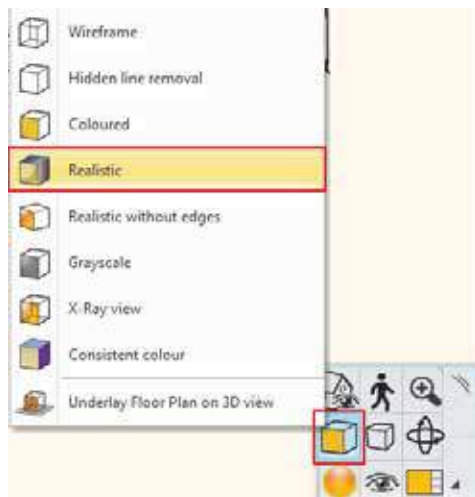 Wireframe
Hidden line removal
Coloured
Realistic
Realistic without edges
Grayscale
X-Ray view
Consistent colour
Underlay Floor Plan on 3D view